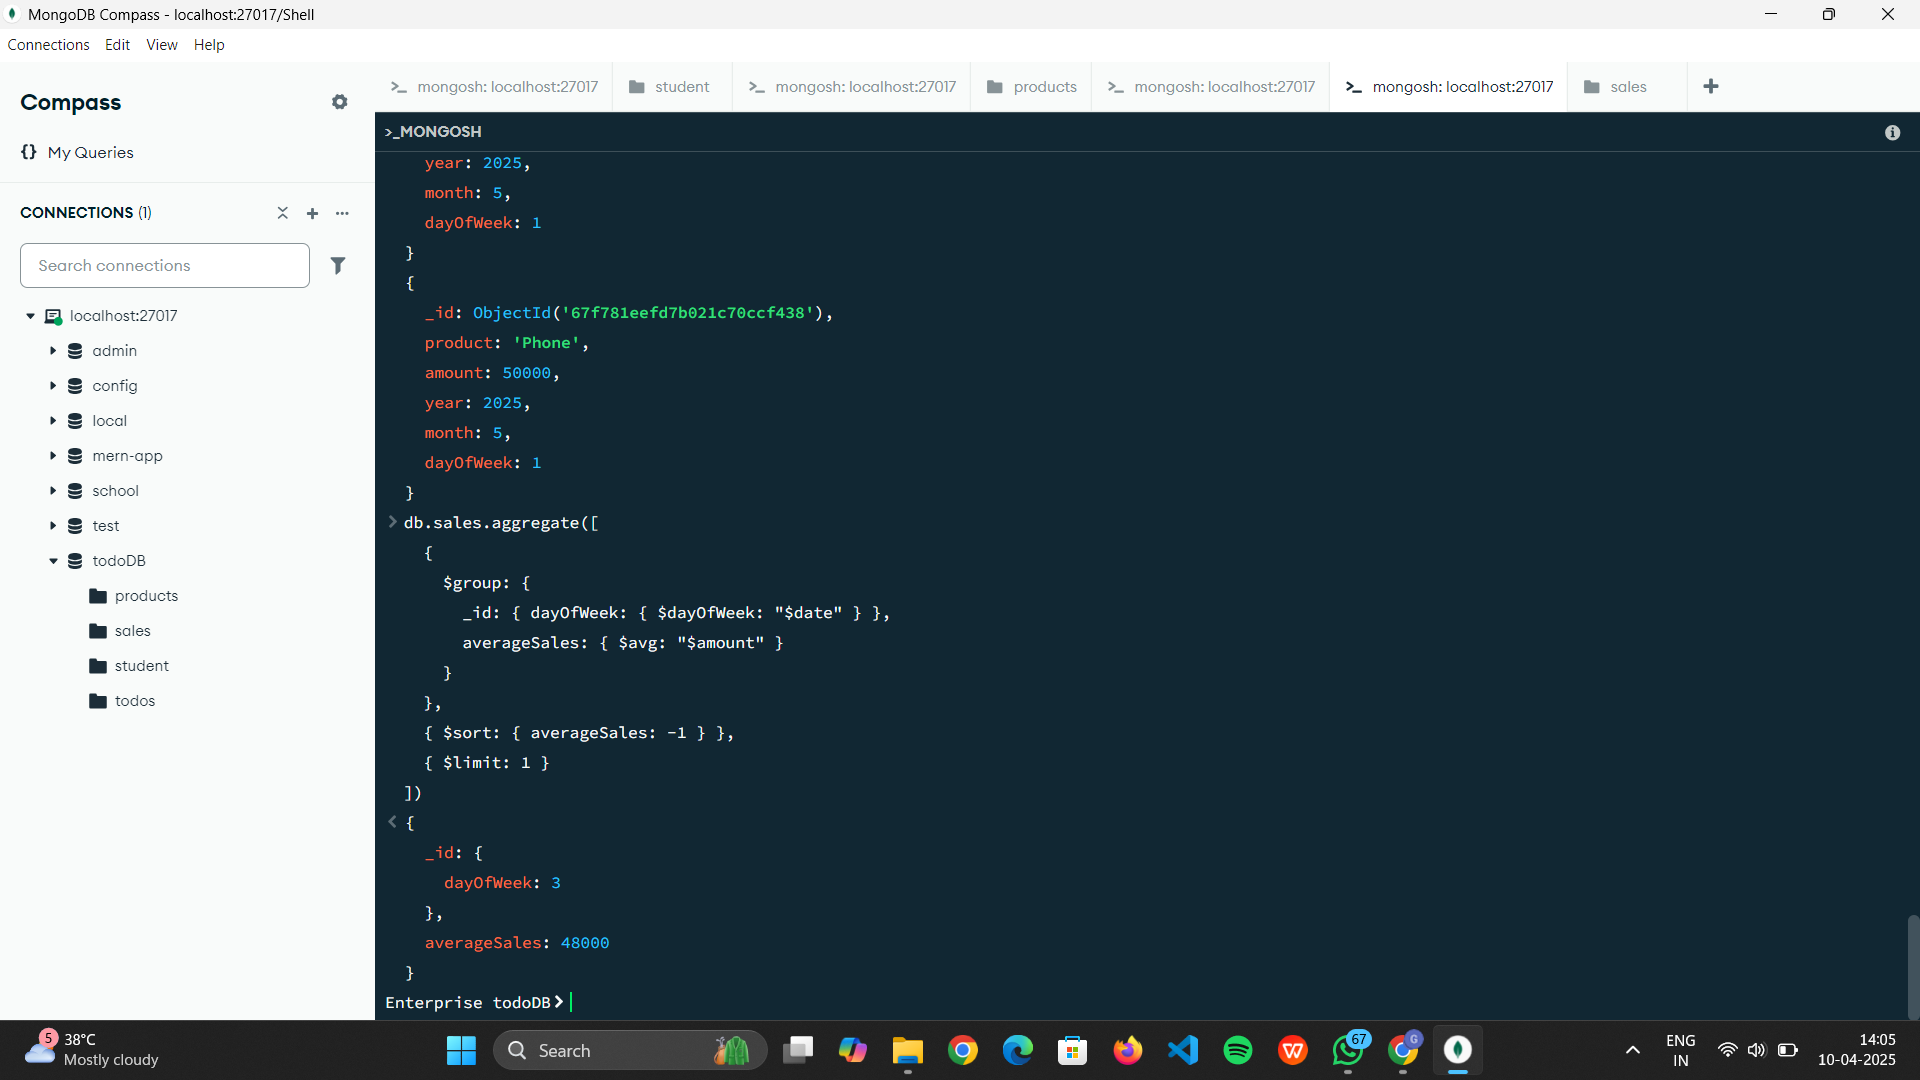 MongoDB Compass - localhost:27017/Shell
Connections Edit View Help
Compass
{} My Queries
CONNECTIONS (1)
Search connections
localhost:27017
admin
config
local
mern-app
school
test
todoDB
products
sales
student
todos
mongosh: localhost:27017 student mongosh: localhost:27017 products mongosh: localhost:27017 mongosh: localhost:27017 sales
>_MONGOSH
year: 2025,
month: 5,
dayOfWeek: 1
}
{
_id: ObjectId('67f781eefd7b021c70ccf438'),
product: 'Phone',
amount: 50000,
year: 2025,
month: 5,
dayOfWeek: 1
}
> db.sales.aggregate([
{
$group: {
_id: { dayOfWeek: { $dayOfWeek: "$date" } },
averageSales: { $avg: "$amount" }
}
},
{ $sort: { averageSales: -1 } },
{ $limit: 1 }
])
< {
_id: {
dayOfWeek: 3
},
averageSales: 48000
}
Enterprise todoDB>
5
38°C
Mostly cloudy
Search
67
G
ENG
IN
14:05
10-04-2025